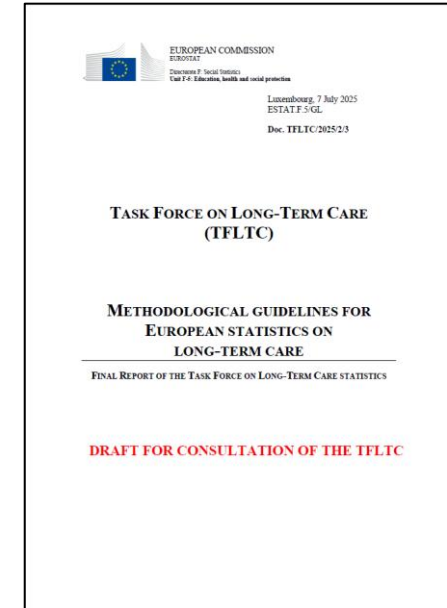 EUROPEAN COMMISSION
EUROSTAT
Directorate F: Social Statistics
Unit F-5: Education, health and social protection
Luxembourg, 7 July 2025
ESTAT.F.5/GL
Doc. TFLTC/2025/2/3
TASK FORCE ON LONG-TERM CARE
(TFLTC)
METHODOLOGICAL GUIDELINES FOR
EUROPEAN STATISTICS ON
LONG-TERM CARE
FINAL REPORT OF THE TASK FORCE ON LONG-TERM CARE STATISTICS
DRAFT FOR CONSULTATION OF THE TFLTC